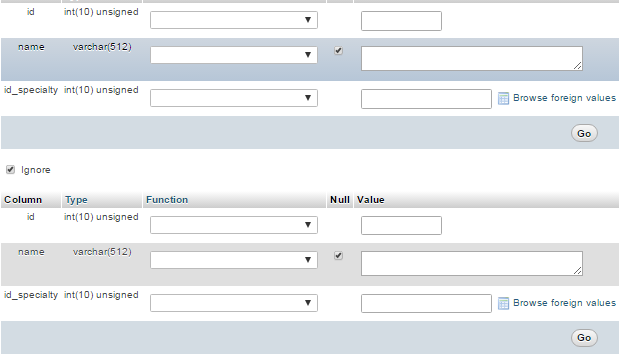 id int(10) unsigned
name varchar(512)
id_specialty int(10) unsigned Browse foreign values
Go
Ignore
Column Type Function Null Value
id int(10) unsigned
name varchar(512)
id_specialty int(10) unsigned Browse foreign values
Go